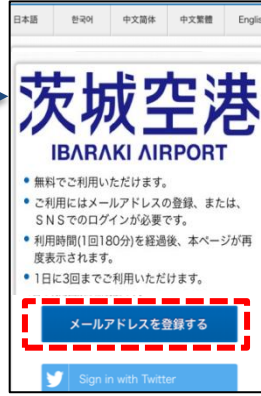 日本語 한국어 中文简体 中文繁體 Englis
茨城空港
IBARAKI AIRPORT
• 無料でご利用いただけます。
• ご利用にはメールアドレスの登録、または、
ＳＮＳでのログインが必要です。
• 利用時間(1回180分)を経過後、本ページが再
度表示されます。
• 1日に3回までご利用いただけます。
メールアドレスを登録する
Sign in with Twitter